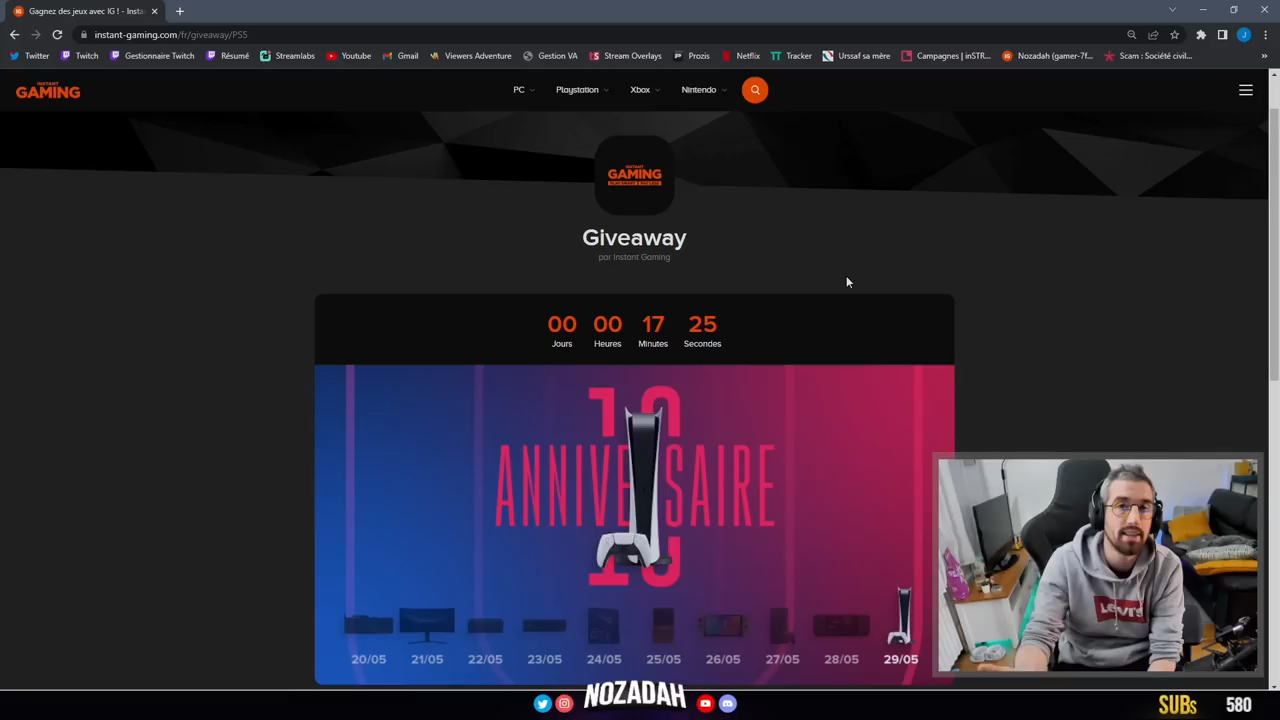 Gagnez des jeux avec IG ! - Insta
instant-gaming.com/fr/giveaway/PS5
Twitter Twitch Gestionnaire Twitch Résumé Streamlabs Youtube Gmail Viewers Adventure Gestion VA Stream Overlays Prozis Netflix Tracker Urssaf sa mère Campagnes | inSTR... Nozadah (gamer-7f... Scam : Société civil... »
INSTANT
GAMING
PC Playstation Xbox Nintendo
INSTANT
GAMING
Giveaway
par Instant Gaming
00 00 17 25
Jours Heures Minutes Secondes
10
ANNIVE SAIRE
10
20/05 21/05 22/05 23/05 24/05 25/05 26/05 27/05 28/05 29/05
Levi's
NOZADAH
SUBs 580